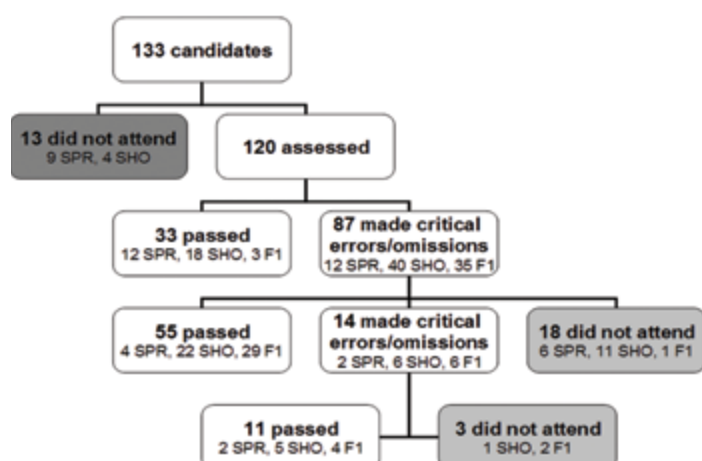 133 candidates
13 did not attend
9 SPR, 4 SHO
120 assessed
33 passed
12 SPR, 18 SHO, 3 F1
87 made critical
errors/omissions
12 SPR, 40 SHO, 35 F1
55 passed
4 SPR, 22 SHO, 29 F1
14 made critical
errors/omissions
2 SPR, 6 SHO, 6 F1
18 did not attend
6 SPR, 11 SHO, 1 F1
11 passed
2 SPR, 5 SHO, 4 F1
3 did not attend
1 SHO, 2 F1